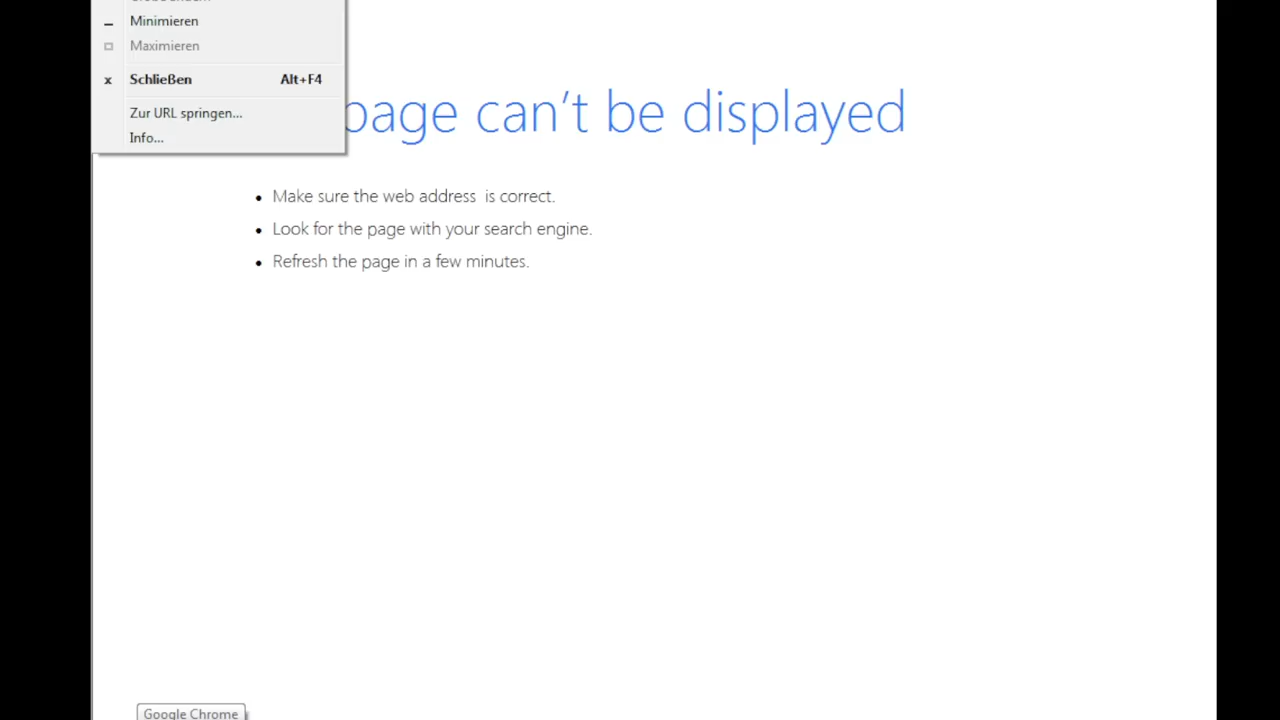 Minimieren
Maximieren
Schließen Alt+F4
Zur URL springen...
Info...
page can't be displayed
Make sure the web address is correct.
Look for the page with your search engine.
Refresh the page in a few minutes.
Google Chrome